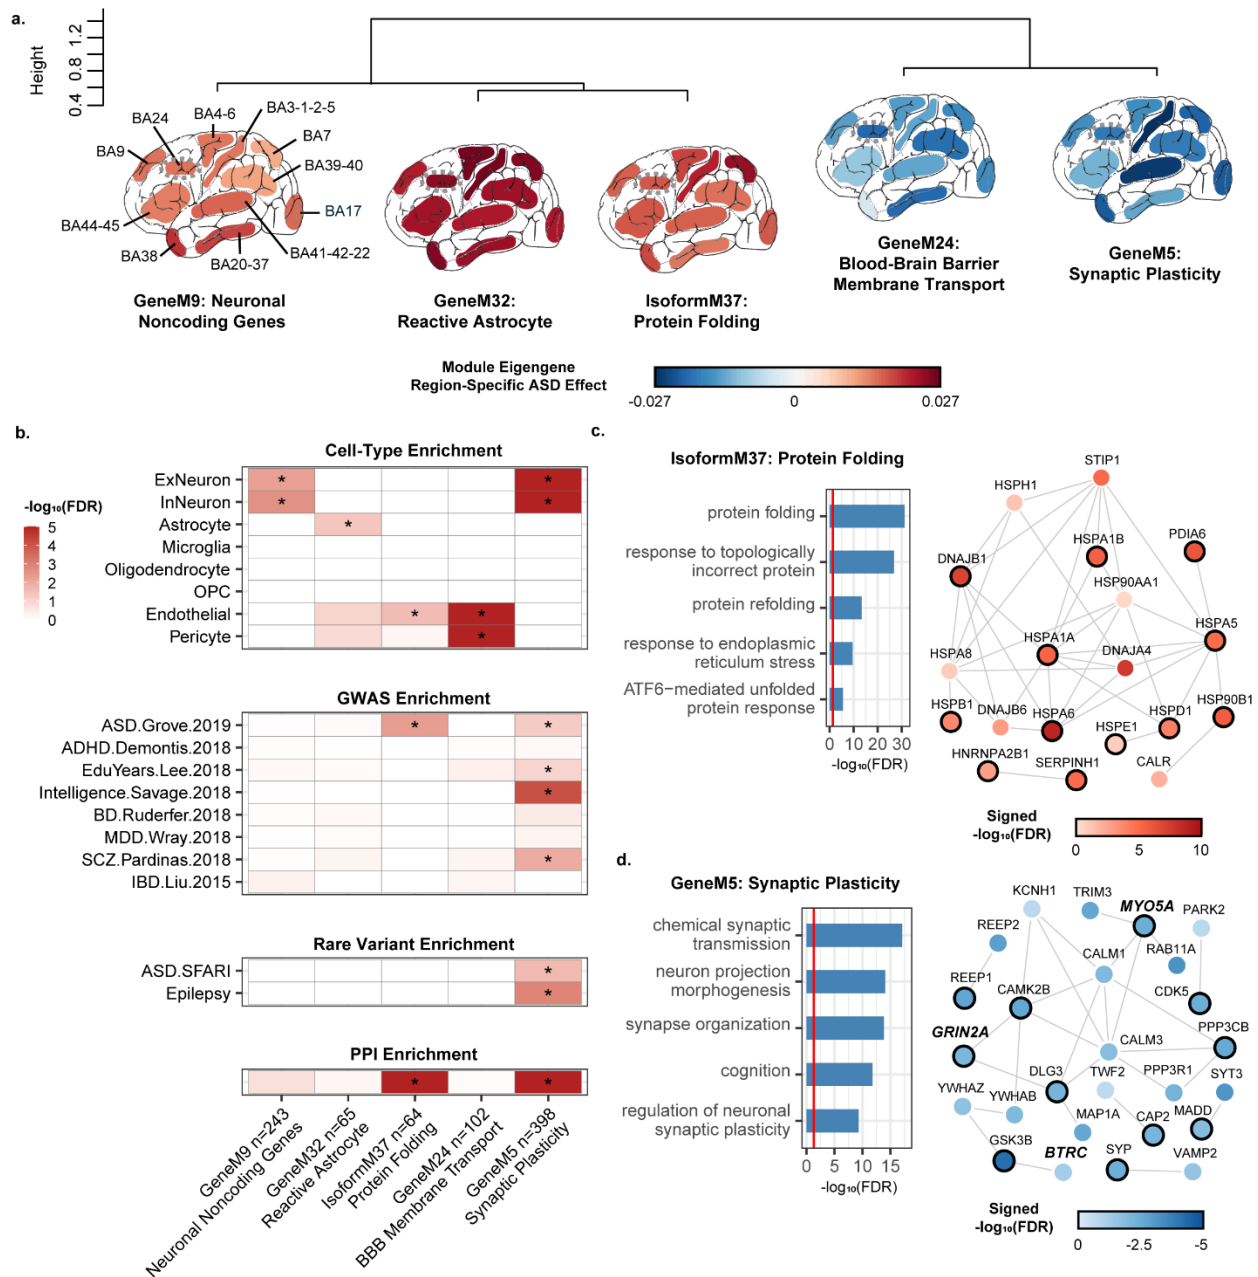 a.
Height
0.4 0.8 1.2
BA3-1-2-5
BA4-6
BA24
BA7
BA9
BA39-40
BA17
BA44-45
BA38
BA20-37
BA41-42-22
GeneM9: Neuronal
Noncoding Genes
GeneM32:
Reactive Astrocyte
IsoformM37:
Protein Folding
GeneM24:
Blood-Brain Barrier
Membrane Transport
GeneM5:
Synaptic Plasticity
Module Eigengene
Region-Specific ASD Effect
-0.027 0 0.027
b.
-log₁₀(FDR)
5
4
3
2
1
0
Cell-Type Enrichment
ExNeuron * *
InNeuron * *
Astrocyte *
Microglia
Oligodendrocyte
OPC
Endothelial * *
Pericyte *
GWAS Enrichment
ASD.Grove.2019 * *
ADHD.Demontis.2018
EduYears.Lee.2018 *
Intelligence.Savage.2018 *
BD.Ruderfer.2018
MDD.Wray.2018
SCZ.Pardinas.2018 *
IBD.Liu.2015
Rare Variant Enrichment
ASD.SFARI *
Epilepsy *
PPI Enrichment
* *
GeneM9 n=243
Neuronal Noncoding Genes
GeneM32 n=65
Reactive Astrocyte
IsoformM37 n=64
Protein Folding
GeneM24 n=102
BBB Membrane Transport
GeneM5 n=398
Synaptic Plasticity
c.
IsoformM37: Protein Folding
protein folding
response to topologically
incorrect protein
protein refolding
response to endoplasmic
reticulum stress
ATF6−mediated unfolded
protein response
0 10 20 30
-log₁₀(FDR)
STIP1
HSPH1
HSPA1B
PDIA6
DNAJB1
HSP90AA1
HSPA5
HSPA1A
HSPA8
DNAJA4
HSPB1
DNAJB6
HSPA6
HSPD1
HSP90B1
HSPE1
HNRNPA2B1
SERPINH1
CALR
Signed
-log₁₀(FDR)
0 5 10
d.
GeneM5: Synaptic Plasticity
chemical synaptic
transmission
neuron projection
morphogenesis
synapse organization
cognition
regulation of neuronal
synaptic plasticity
0 5 10 15
-log₁₀(FDR)
KCNH1
TRIM3
MYO5A
PARK2
REEP2
RAB11A
CALM1
REEP1
CAMK2B
CDK5
GRIN2A
PPP3CB
CALM3
DLG3
TWF2
PPP3R1
SYT3
YWHAZ
YWHAB
MAP1A
CAP2
MADD
GSK3B
BTRC
SYP
VAMP2
Signed
-log₁₀(FDR)
0 -2.5 -5